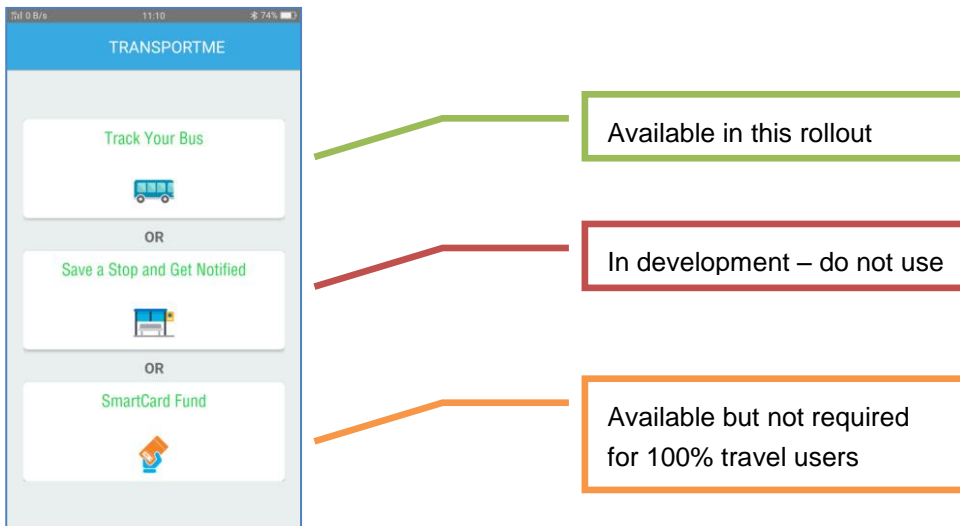 0 B/s 11:10 74%
TRANSPORTME
Track Your Bus
Available in this rollout
OR
Save a Stop and Get Notified
In development – do not use
OR
SmartCard Fund
Available but not required
for 100% travel users